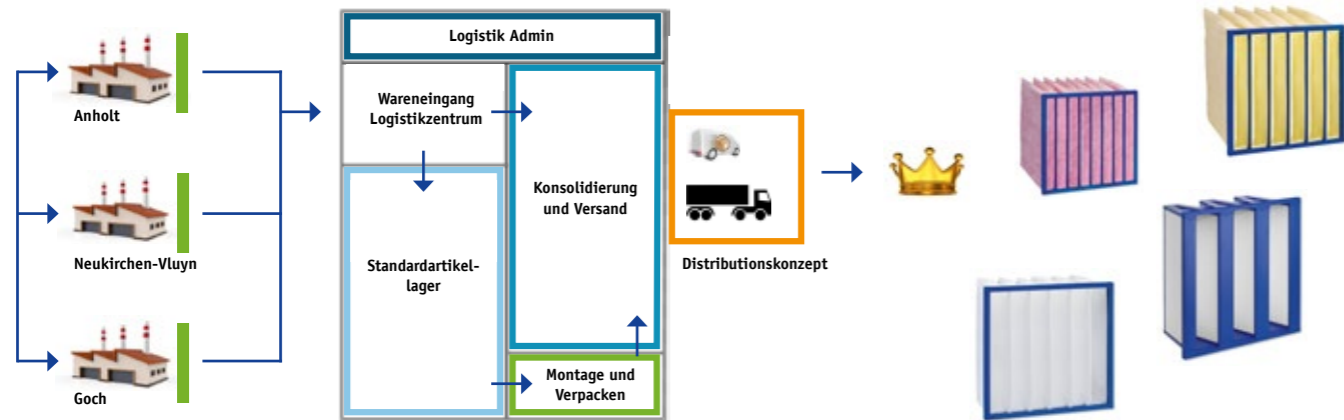 Logistik Admin
Anholt
Wareneingang
Logistikzentrum
Konsolidierung
und Versand
Neukirchen-Vluyn
Standardartikel-
lager
Distributionskonzept
Goch
Montage und
Verpacken